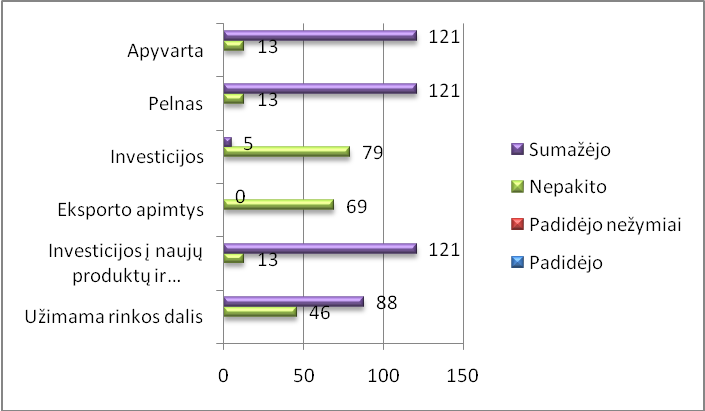 Apyvarta
121
13
Pelnas
121
13
Investicijos
5
79
Eksporto apimtys
0
69
Investicijos į naujų
produktų ir...
121
13
Užimama rinkos dalis
88
46
0 50 100 150
Sumažėjo
Nepakito
Padidėjo nežymiai
Padidėjo